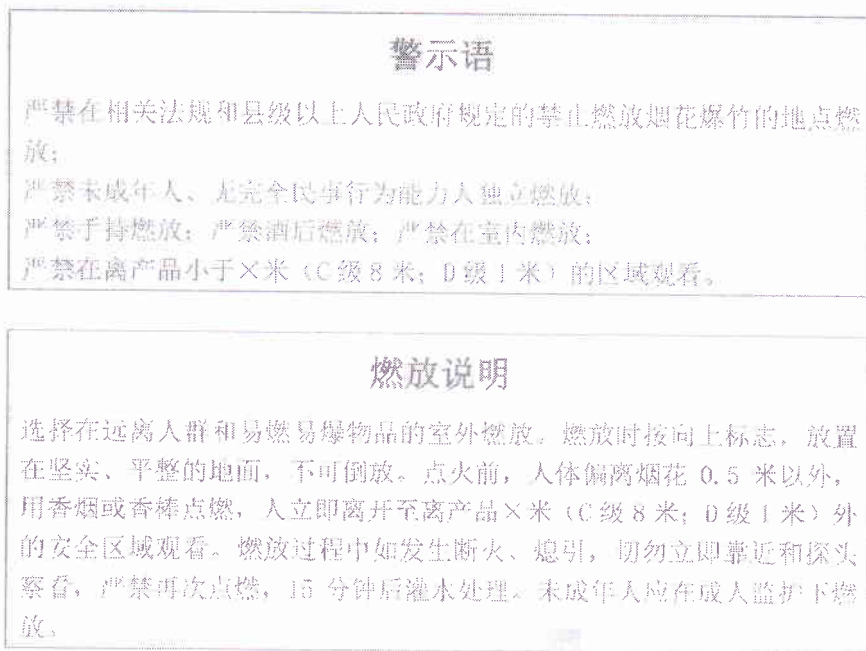 警示语
严禁在相关法规和县级以上人民政府规定的禁止燃放烟花爆竹的地点燃
放；
严禁未成年人、无完全民事行为能力人独立燃放；
严禁手持燃放；严禁酒后燃放；严禁在室内燃放；
严禁在离产品小于×米（C级8米；D级1米）的区域观看。
燃放说明
选择在远离人群和易燃易爆物品的室外燃放。燃放时按向上标志，放置
在坚实、平整的地面，不可倒放。点火前，人体偏离烟花 0.5 米以外，
用香烟或香棒点燃，人立即离开至离产品×米（C级8米；D级1米）外
的安全区域观看。燃放过程中如发生断火、熄引，切勿立即靠近和探头
察看，严禁再次点燃，15 分钟后灌水处理。未成年人应在成人监护下燃
放。